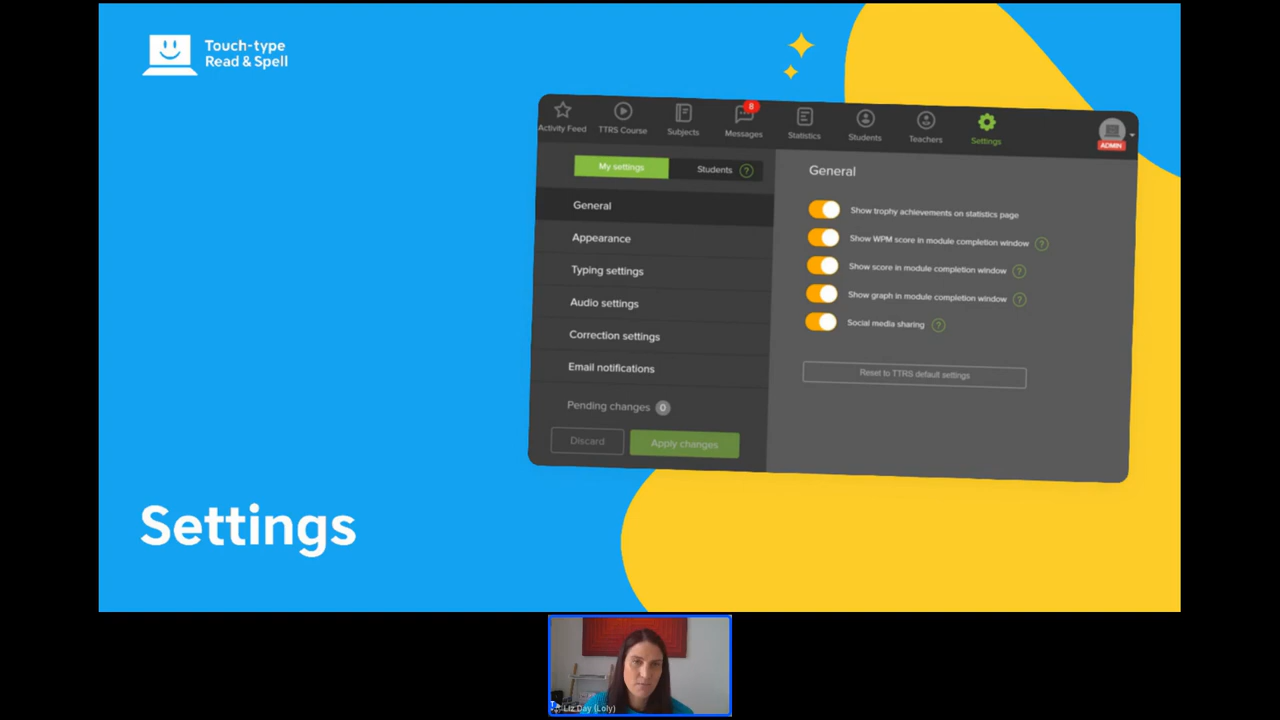 Touch-type
Read & Spell
Activity Feed
TTRS Course
Subjects
8
Messages
Statistics
Students
Teachers
Settings
ADMIN
My settings
Students ?
General
Appearance
Typing settings
Audio settings
Correction settings
Email notifications
Pending changes 0
Discard
Apply changes
General
Show trophy achievements on statistics page
Show WPM score in module completion window ?
Show score in module completion window ?
Show graph in module completion window ?
Social media sharing ?
Reset to TTRS default settings
Settings
Liz Day (Loly)